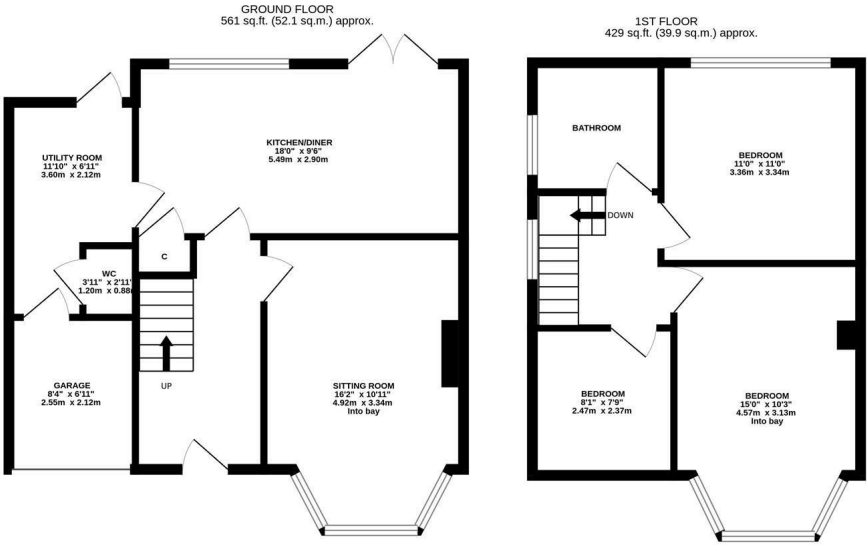 GROUND FLOOR
561 sq.ft. (52.1 sq.m.) approx.
UTILITY ROOM
11'10" x 6'11"
3.60m x 2.12m
KITCHEN/DINER
18'0" x 9'6"
5.49m x 2.90m
C
WC
3'11" x 2'11"
1.20m x 0.88m
UP
GARAGE
8'4" x 6'11"
2.55m x 2.12m
SITTING ROOM
16'2" x 10'11"
4.92m x 3.34m
Into bay
1ST FLOOR
429 sq.ft. (39.9 sq.m.) approx.
BATHROOM
BEDROOM
11'0" x 11'0"
3.36m x 3.34m
DOWN
BEDROOM
8'1" x 7'9"
2.47m x 2.37m
BEDROOM
15'0" x 10'3"
4.57m x 3.13m
Into bay